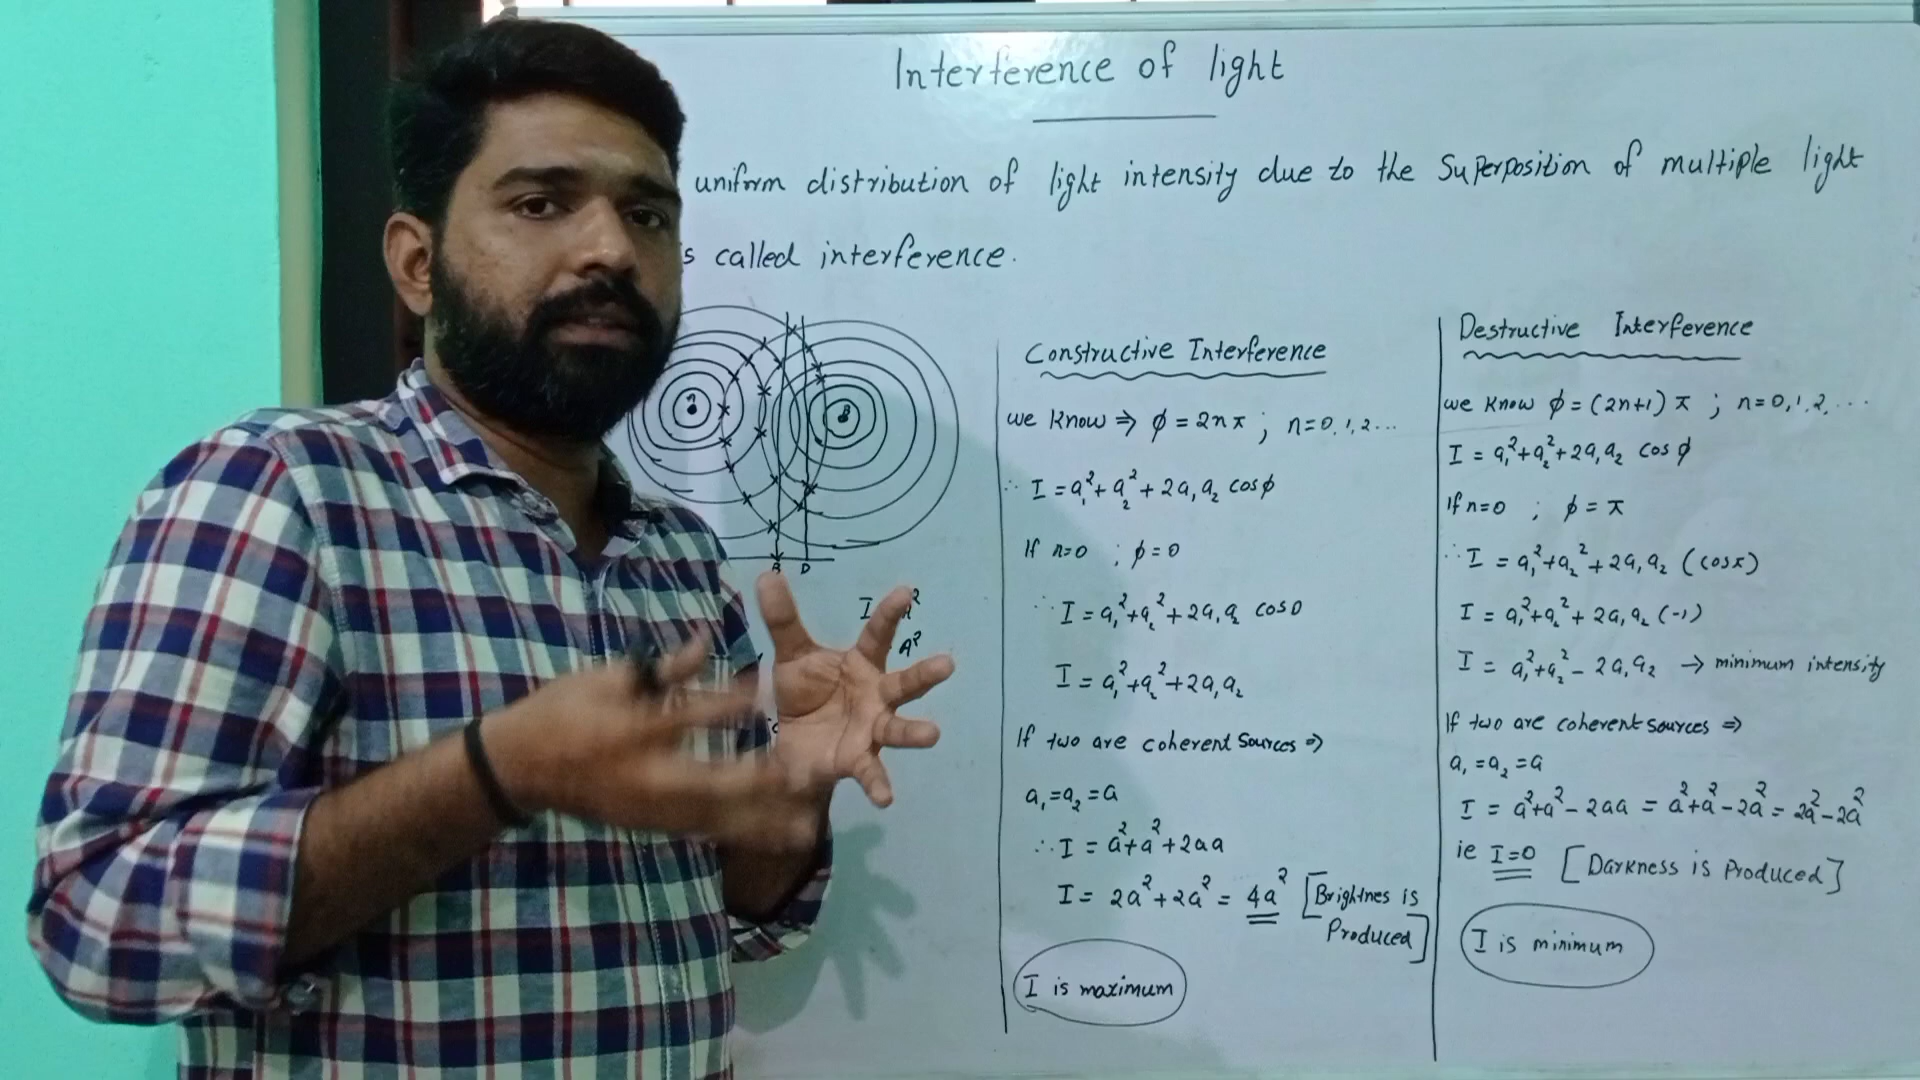 Interference of light
uniform distribution of light intensity due to the superposition of multiple light
s called interference.
A
B
B D
I
A²
Constructive Interference
we know ⇒ φ = 2nπ ; n=0,1,2...
∴ I = a₁²+a₂²+2a₁a₂ cosφ
If n=0 ; φ=0
∴ I = a₁²+a₂²+2a₁a₂ cos0
I = a₁²+a₂²+2a₁a₂
If two are coherent sources ⇒
a₁=a₂=a
∴ I = a²+a²+2aa
I = 2a²+2a² = 4a² [Brightnes is
Produced]
I is maximum
Destructive Interference
we know φ=(2n+1)π ; n=0,1,2,...
I = a₁²+a₂²+2a₁a₂ cosφ
If n=0 ; φ=π
∴ I = a₁²+a₂²+2a₁a₂ (cosπ)
I = a₁²+a₂²+2a₁a₂ (-1)
I = a₁²+a₂²-2a₁a₂ → minimum intensity
If two are coherent sources ⇒
a₁=a₂=a
I = a²+a²-2aa = a²+a²-2a² = 2a²-2a²
ie I=0 [Darkness is Produced]
I is minimum